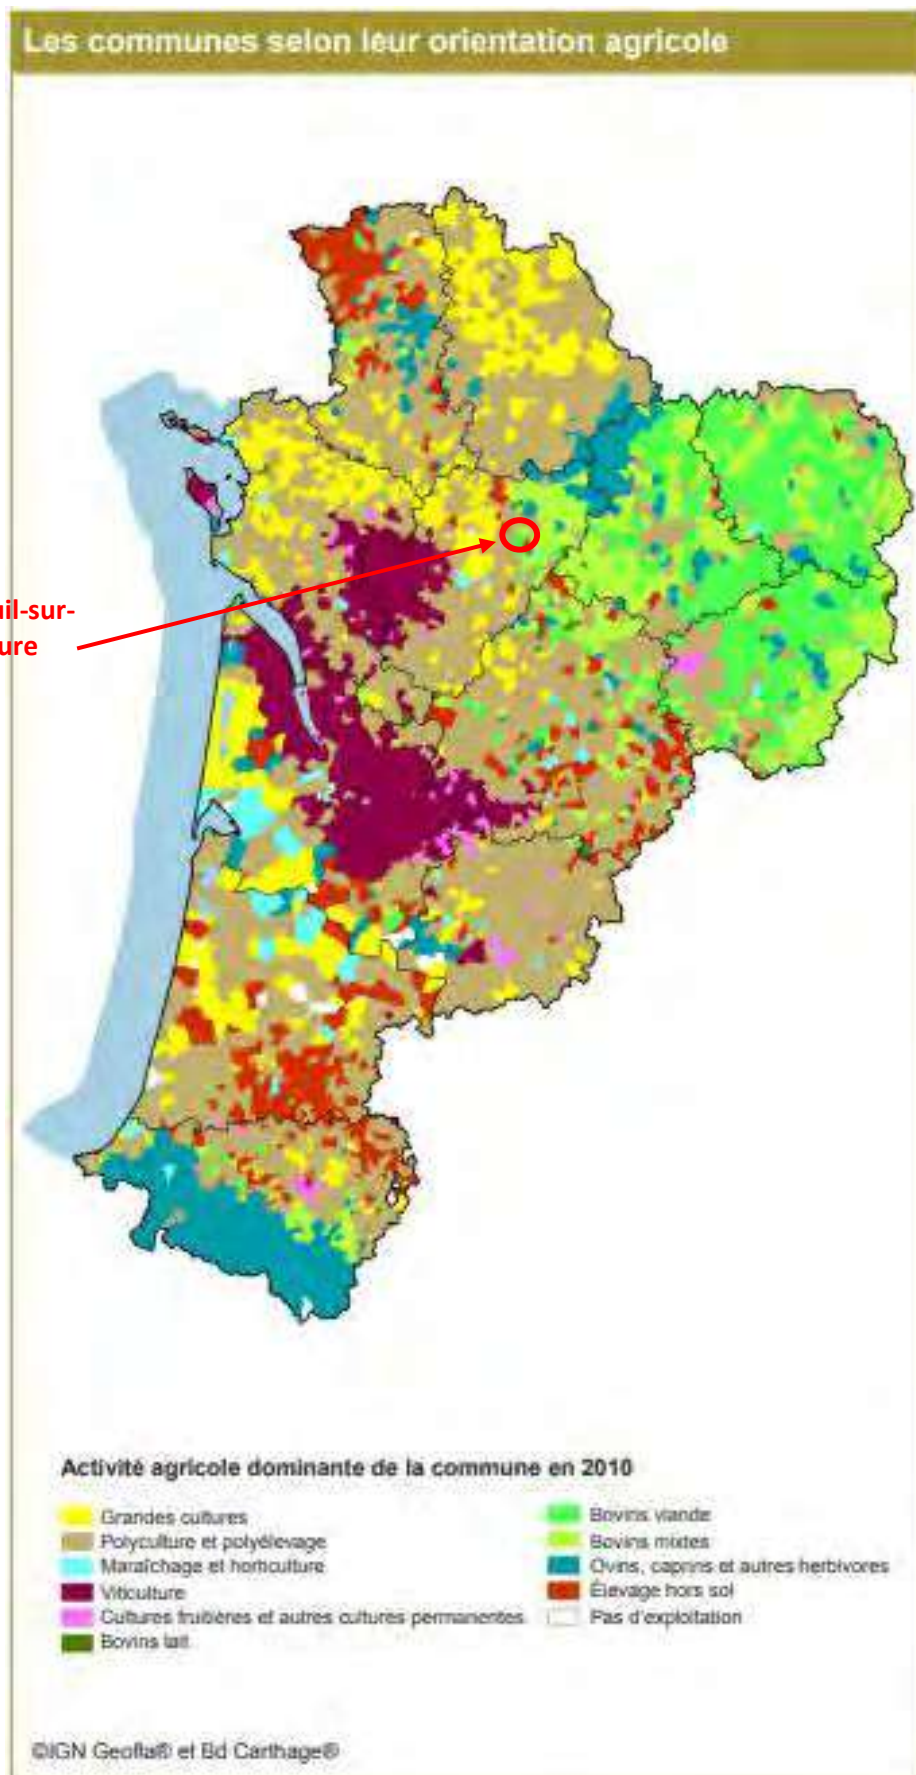 Les communes selon leur orientation agricole
uil-sur-
ure
Activité agricole dominante de la commune en 2010
Grandes cultures
Polyculture et polyélevage
Maraîchage et horticulture
Viticulture
Cultures fruitières et autres cultures permanentes
Bovins lait
Bovins viande
Bovins mixtes
Ovins, caprins et autres herbivores
Élevage hors sol
Pas d'exploitation
©IGN Geofla® et Bd Carthage®